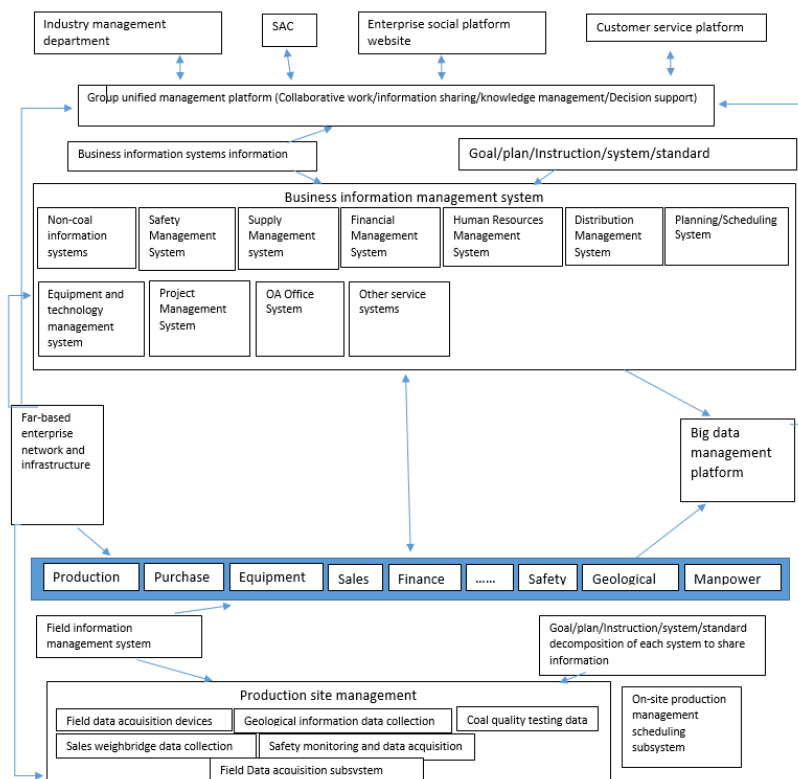 Industry management
department
SAC
Enterprise social platform
website
Customer service platform
Group unified management platform (Collaborative work/information sharing/knowledge management/Decision support)
Business information systems information
Goal/plan/Instruction/system/standard
Business information management system
Non-coal
information
systems
Safety
Management
System
Supply
Management
system
Financial
Management
System
Human Resources
Management
System
Distribution
Management
System
Planning/Scheduling
System
Equipment and
technology
management
system
Project
Management
System
OA Office
System
Other service
systems
Far-based
enterprise
network and
infrastructure
Big data
management
platform
Production
Purchase
Equipment
Sales
Finance
......
Safety
Geological
Manpower
Field information
management system
Goal/plan/Instruction/system/standard
decomposition of each system to share
information
Production site management
Field data acquisition devices
Geological information data collection
Coal quality testing data
Sales weighbridge data collection
Safety monitoring and data acquisition
Field Data acquisition subsystem
On-site production
management
scheduling
subsystem